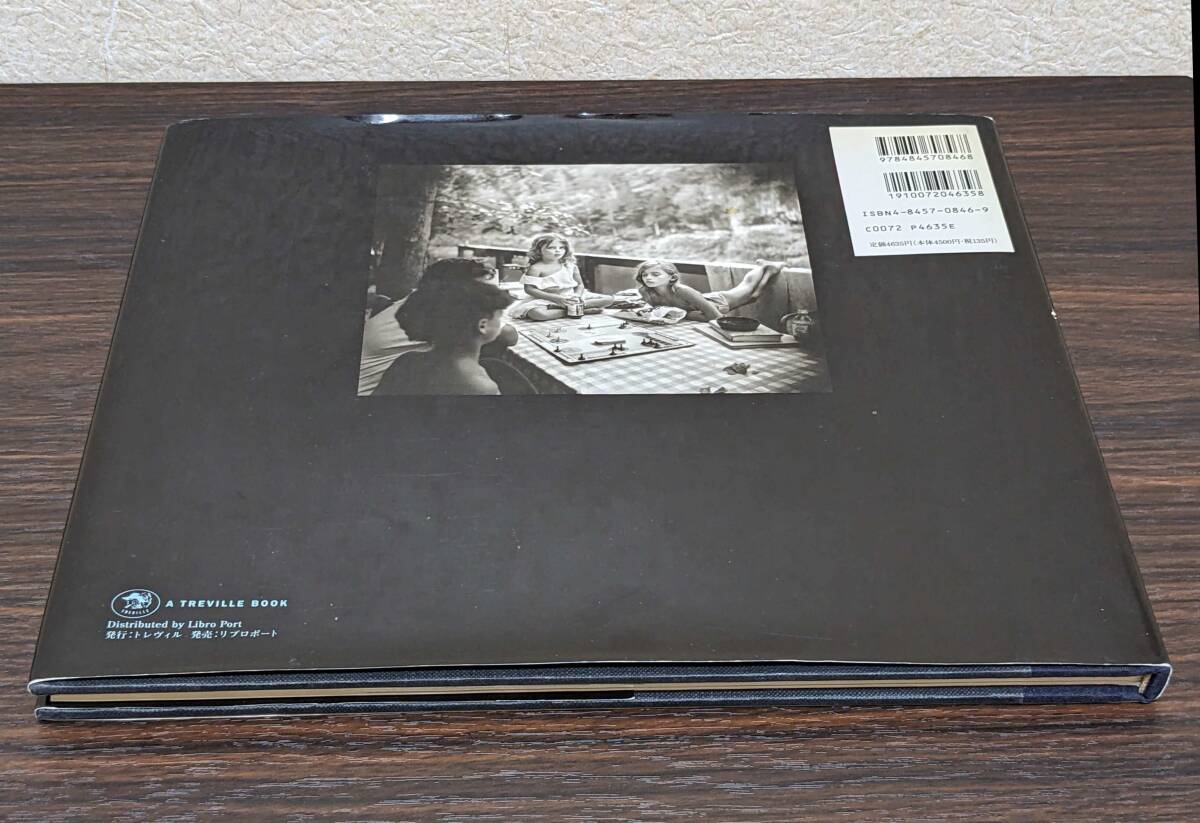 9784845708468
1910072046358
ISBN4-8457-0846-9
C0072 P4635E
定価4635円(本体4500円・税135円)
TREVILLE
A TREVILLE BOOK
Distributed by Libro Port
発行:トレヴィル 発売:リブロポート